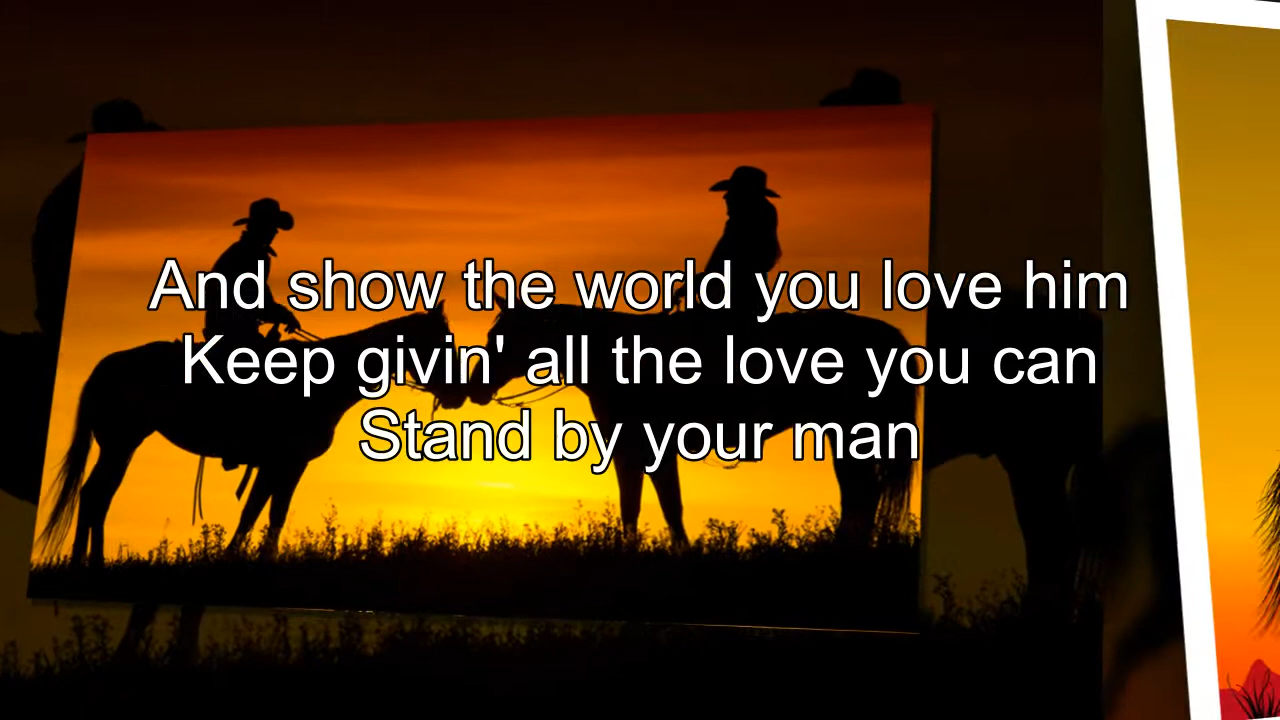 And show the world you love him
Keep givin' all the love you can
Stand by your man